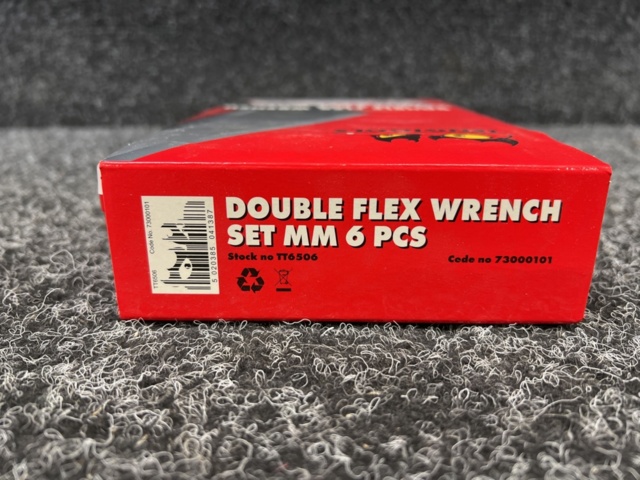 DOUBLE FLEX WRENCH
SET MM 6 PCS
Stock no TT6506
Code no 73000101
TT6506
Code No. 73000101
5 020385 041387